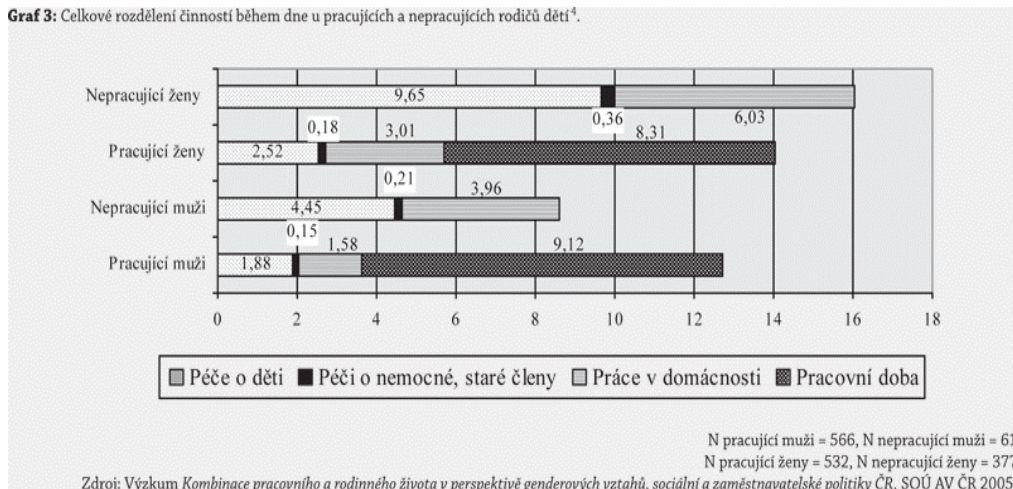 Graf 3: Celkové rozdělení činností během dne u pracujících a nepracujících rodičů dětí⁴.
Nepracující ženy
9,65
0,36
6,03
Pracující ženy
2,52
0,18
3,01
8,31
Nepracující muži
4,45
0,21
3,96
Pracující muži
1,88
0,15
1,58
9,12
0 2 4 6 8 10 12 14 16 18
Péče o děti Péči o nemocné, staré členy Práce v domácnosti Pracovní doba
N pracující muži = 566, N nepracující muži = 61
N pracující ženy = 532, N nepracující ženy = 377
Zdroj: Výzkum Kombinace pracovního a rodinného života v perspektivě genderových vztahů, sociální a zaměstnavatelské politiky ČR, SOÚ AV ČR 2005